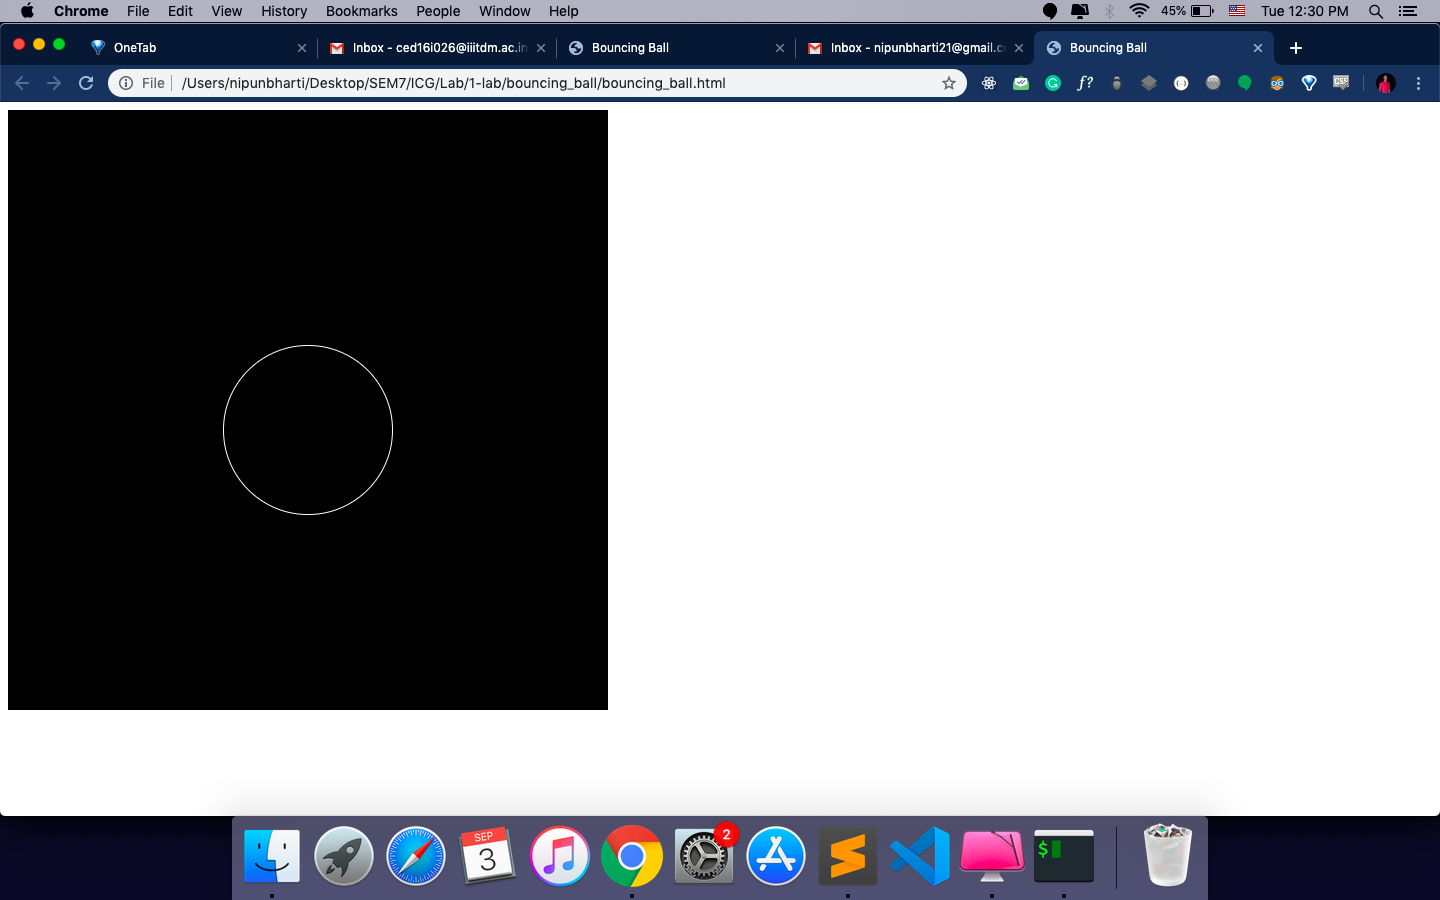 Chrome File Edit View History Bookmarks People Window Help 45% Tue 12:30 PM
OneTab Inbox - ced16i026@iiitdm.ac.in Bouncing Ball Inbox - nipunbharti21@gmail.c Bouncing Ball
File /Users/nipunbharti/Desktop/SEM7/ICG/Lab/1-lab/bouncing_ball/bouncing_ball.html f?
CSS
SEP
3
2
$